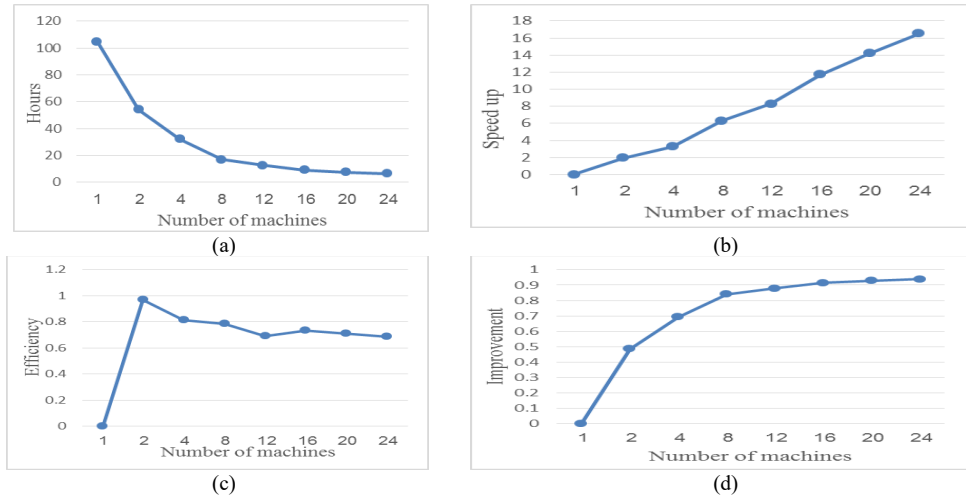 120
100
80
60
40
20
0
Hours
1 2 4 8 12 16 20 24
Number of machines
(a)
18
16
14
12
10
8
6
4
2
0
Speed up
1 2 4 8 12 16 20 24
Number of machines
(b)
1.2
1
0.8
0.6
0.4
0.2
0
Efficiency
1 2 4 8 12 16 20 24
Number of machines
(c)
1
0.9
0.8
0.7
0.6
0.5
0.4
0.3
0.2
0.1
0
Improvement
1 2 4 8 12 16 20 24
Number of machines
(d)